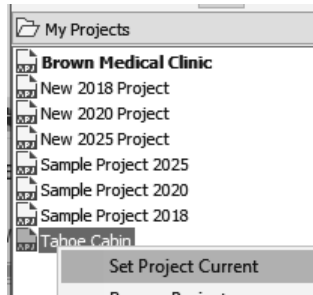 My Projects
Brown Medical Clinic
New 2018 Project
New 2020 Project
New 2025 Project
Sample Project 2025
Sample Project 2020
Sample Project 2018
Tahoe Cabin
Set Project Current